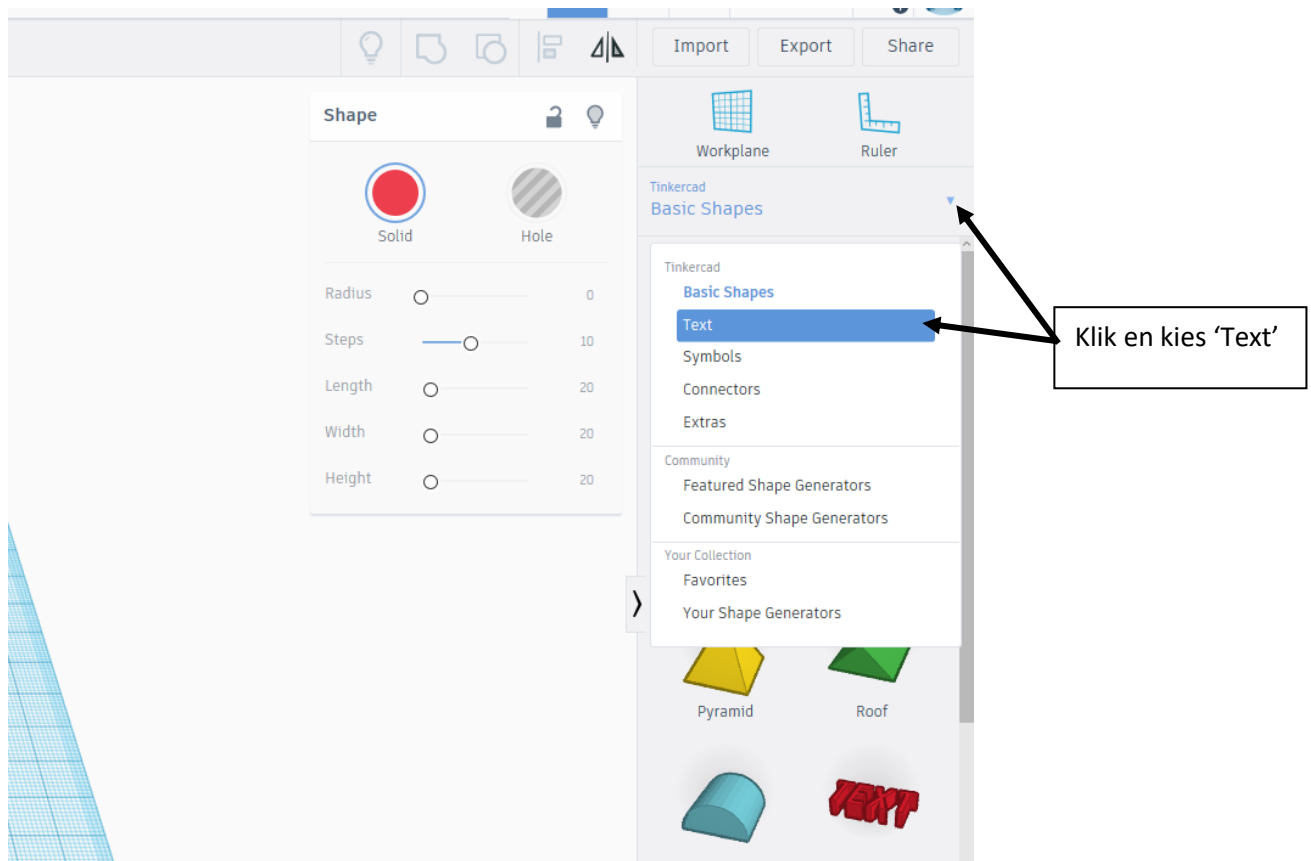 Import Export Share
Shape
Workplane Ruler
Tinkercad
Basic Shapes
Solid Hole
Radius 0
Steps 10
Length 20
Width 20
Height 20
Tinkercad
Basic Shapes
Text
Symbols
Connectors
Extras
Community
Featured Shape Generators
Community Shape Generators
Your Collection
Favorites
Your Shape Generators
Pyramid Roof
TEXT
Klik en kies ‘Text’